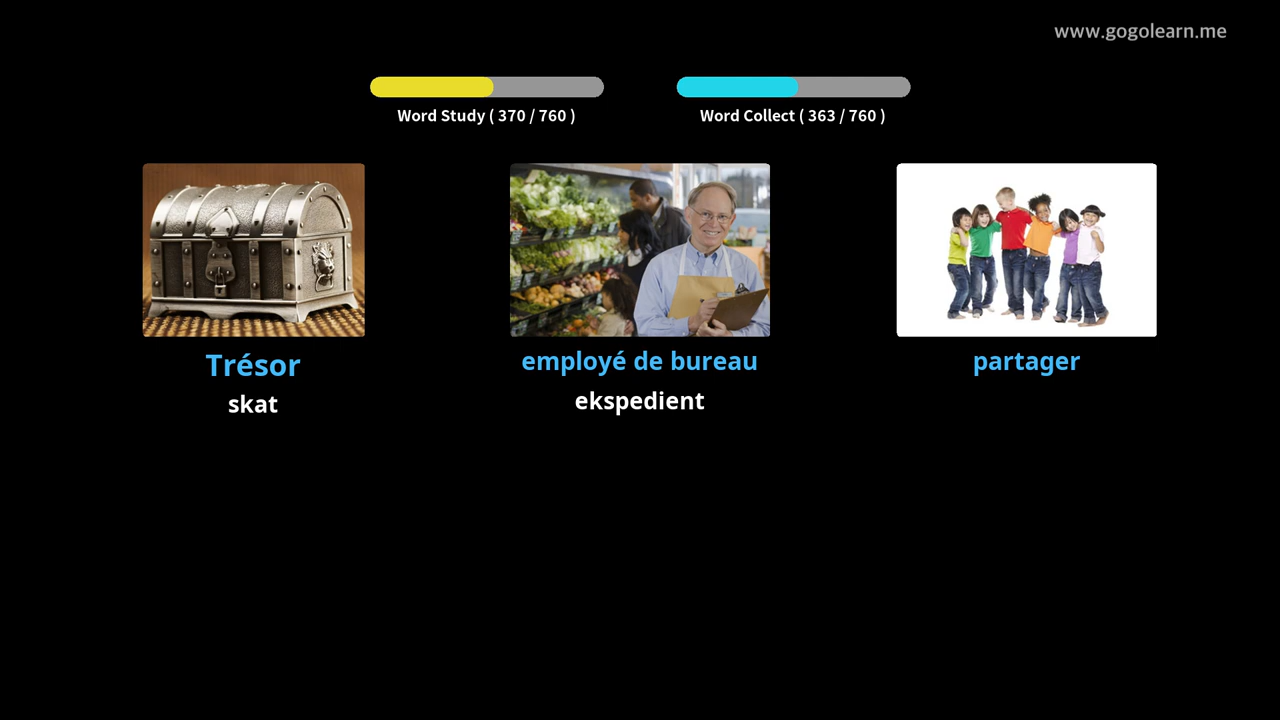 www.gogolearn.me
Word Study ( 370 / 760 )
Word Collect ( 363 / 760 )
Trésor
skat
employé de bureau
ekspedient
partager